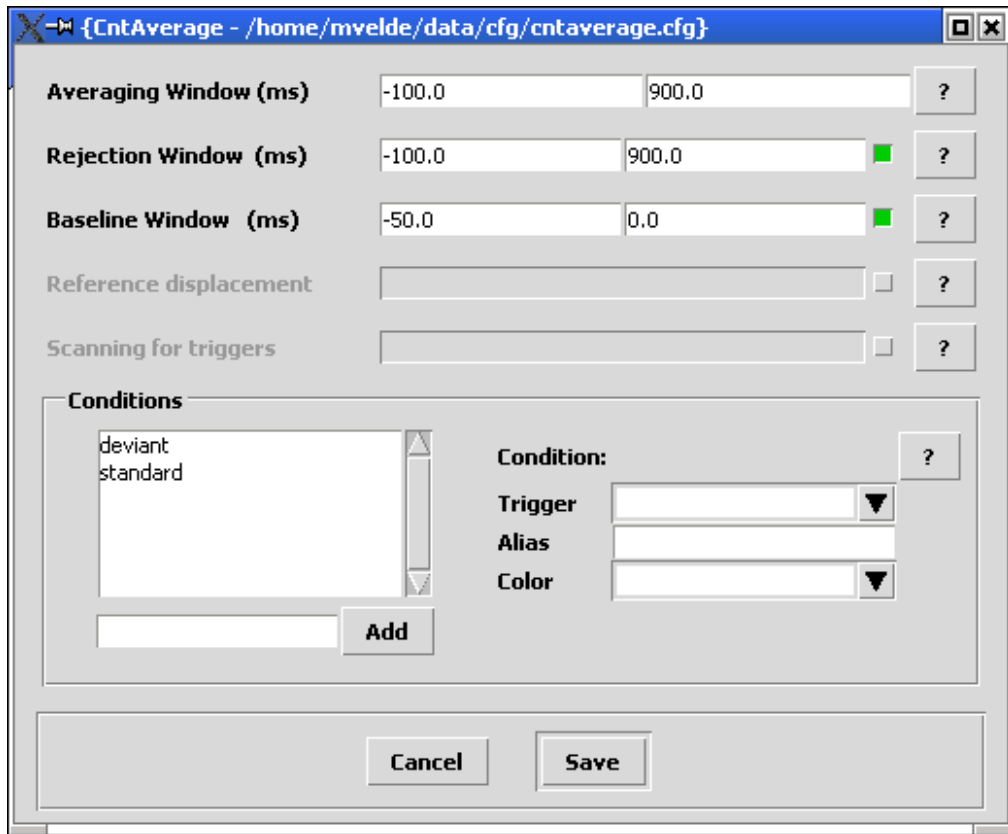 {CntAverage - /home/mvelde/data/cfg/cntaverage.cfg}
Averaging Window (ms) -100.0 900.0 ?
Rejection Window (ms) -100.0 900.0 ?
Baseline Window (ms) -50.0 0.0 ?
Reference displacement ?
Scanning for triggers ?
Conditions
deviant
standard
Condition: ?
Trigger
Alias
Color
Add
Cancel Save